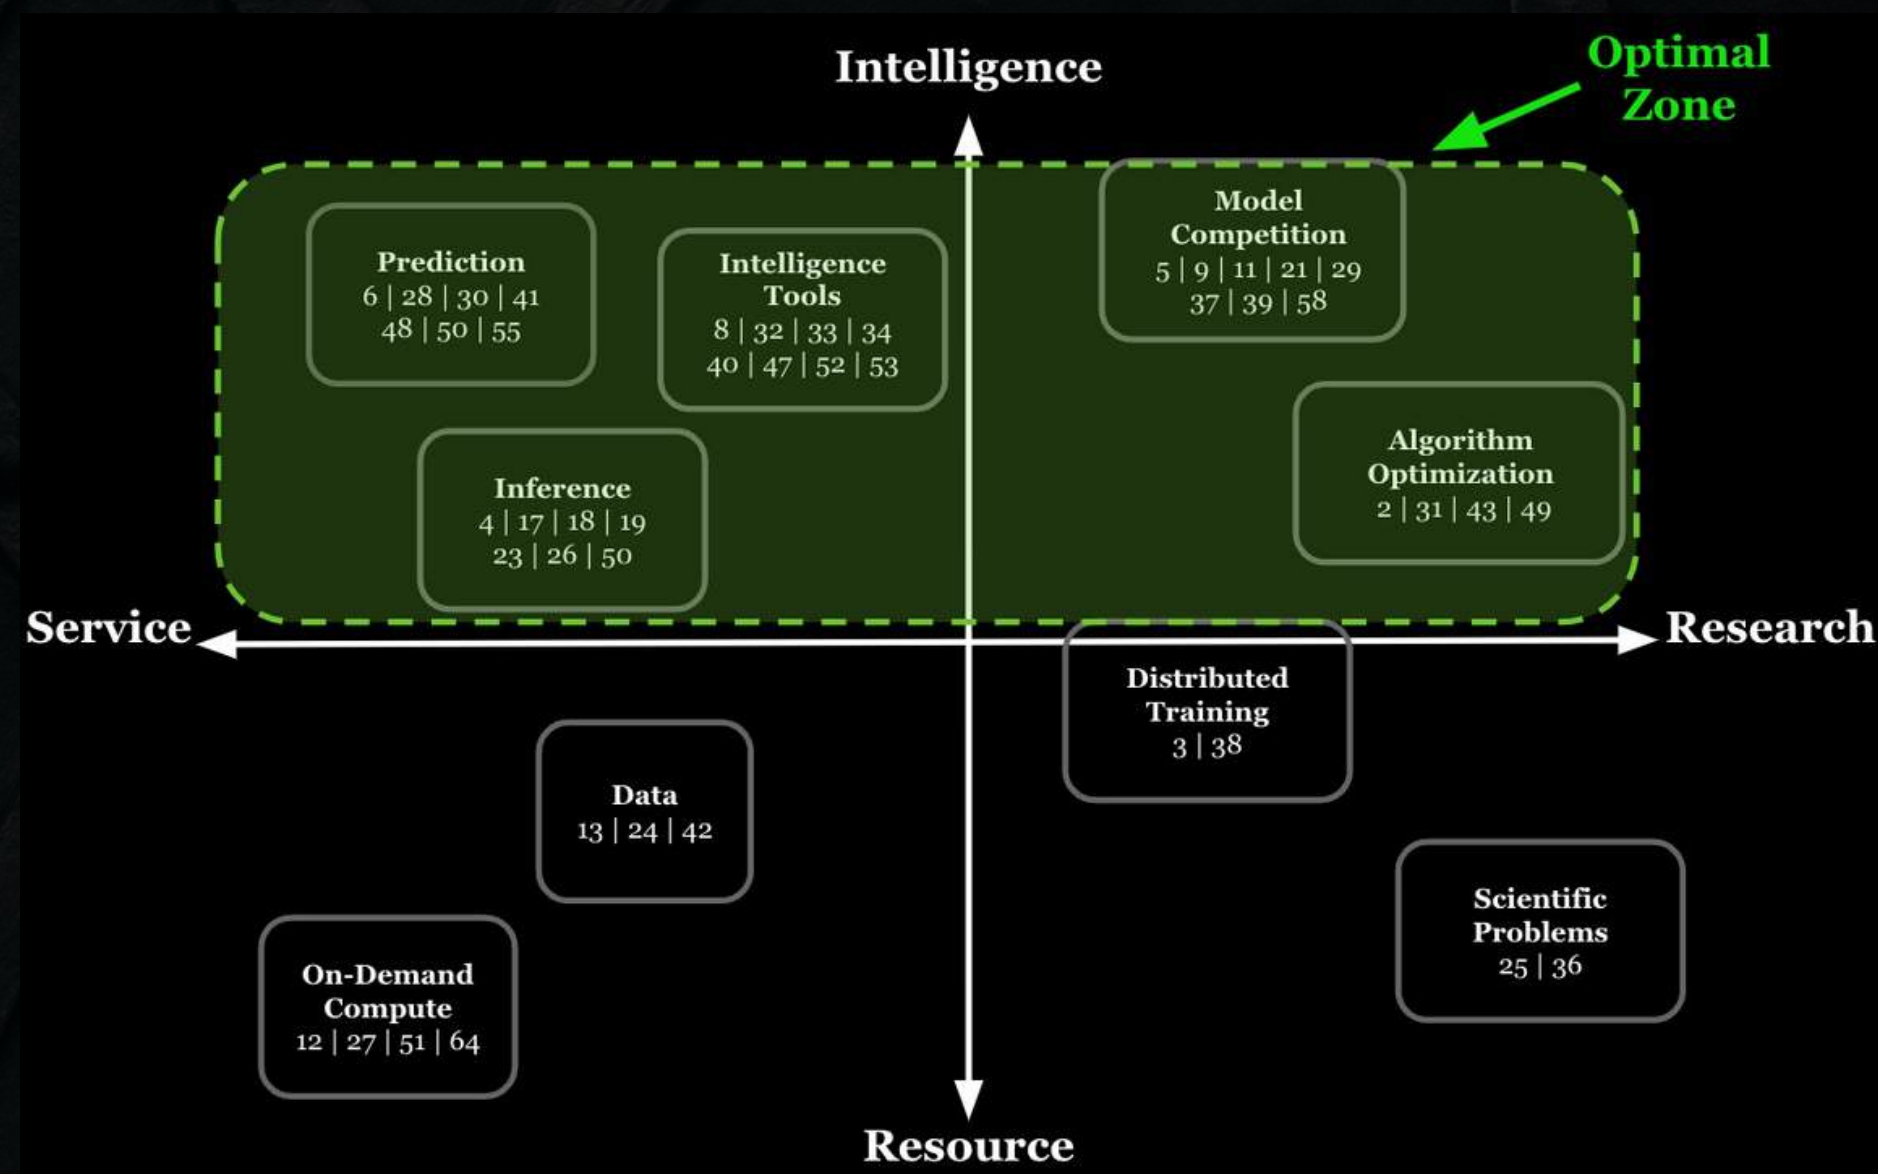 Intelligence
Optimal
Zone
Prediction
6 | 28 | 30 | 41
48 | 50 | 55
Intelligence
Tools
8 | 32 | 33 | 34
40 | 47 | 52 | 53
Model
Competition
5 | 9 | 11 | 21 | 29
37 | 39 | 58
Algorithm
Optimization
2 | 31 | 43 | 49
Inference
4 | 17 | 18 | 19
23 | 26 | 50
Service
Research
Distributed
Training
3 | 38
Data
13 | 24 | 42
Scientific
Problems
25 | 36
On-Demand
Compute
12 | 27 | 51 | 64
Resource